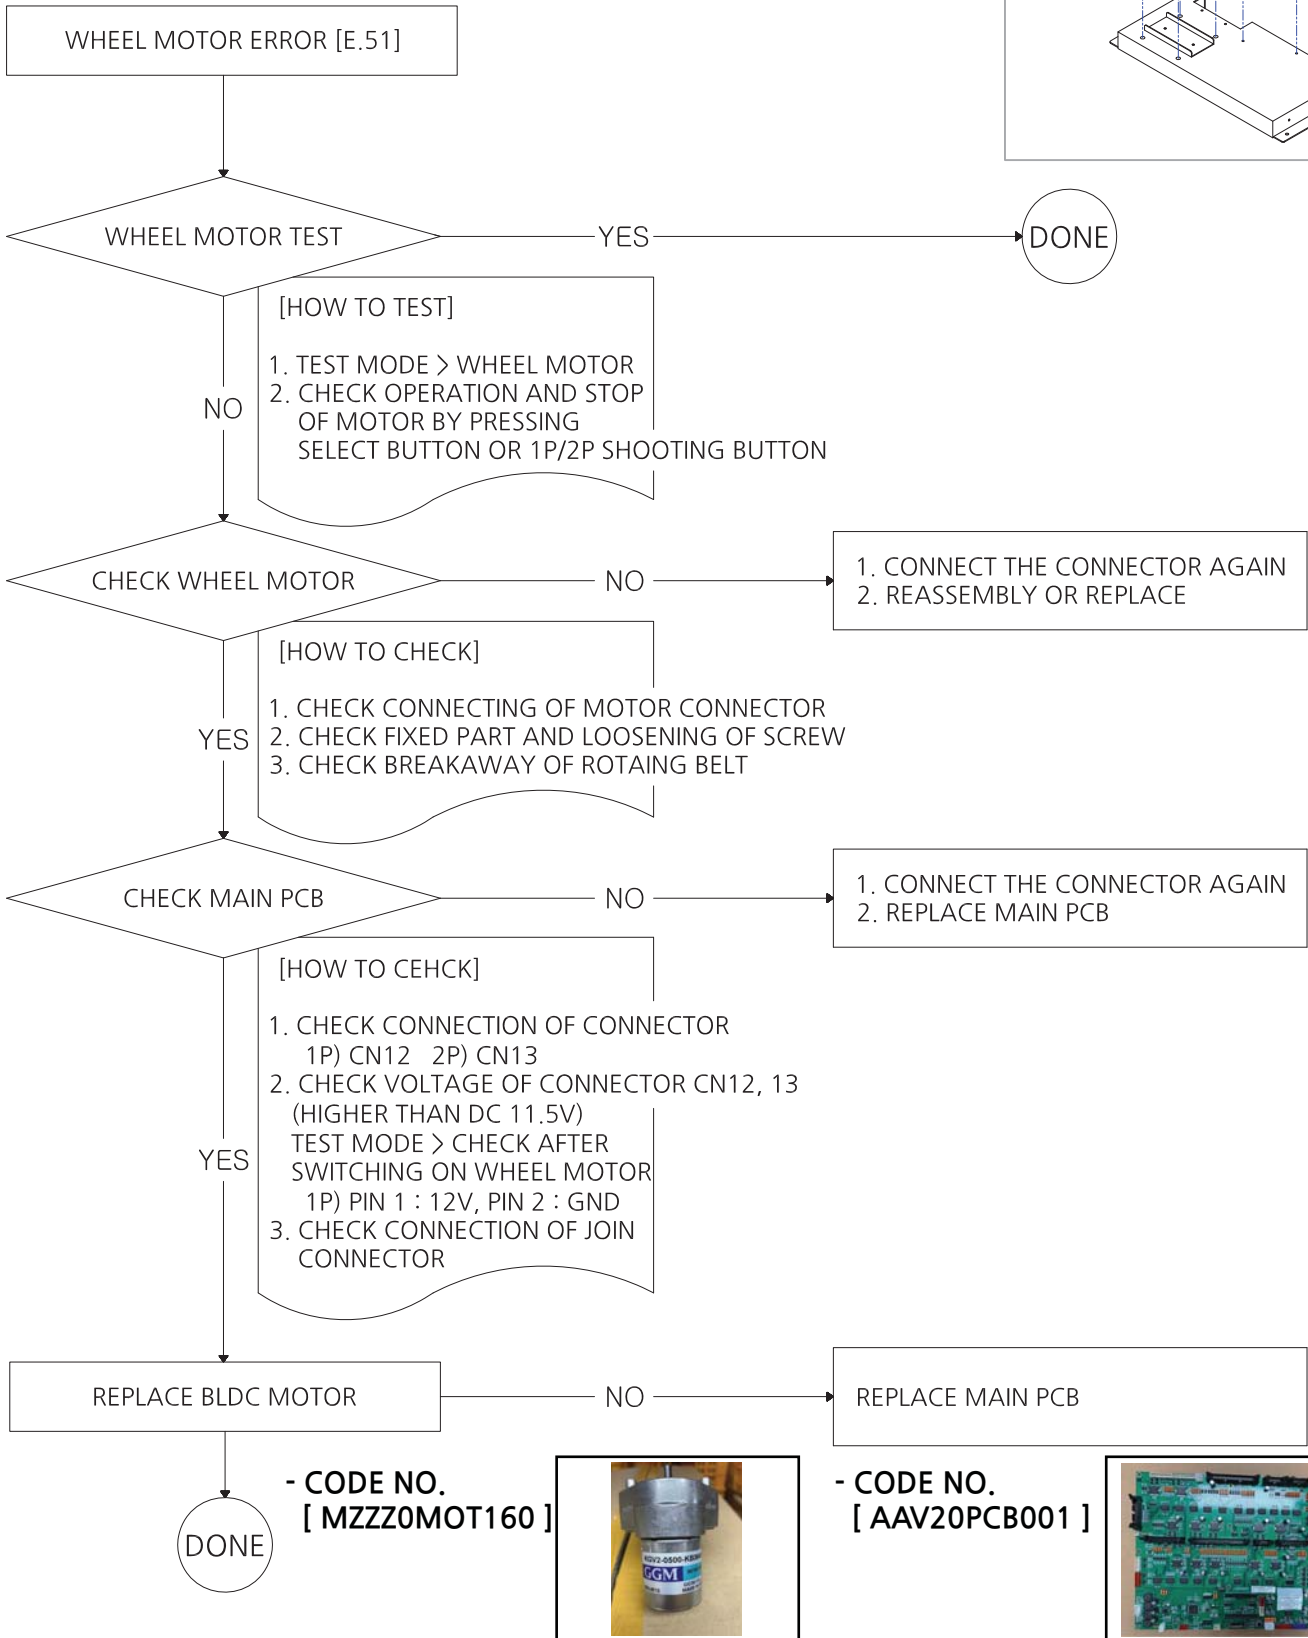 WHEEL MOTOR ERROR [E.51]
WHEEL MOTOR TEST
YES
DONE
[HOW TO TEST]
1. TEST MODE > WHEEL MOTOR
2. CHECK OPERATION AND STOP
OF MOTOR BY PRESSING
SELECT BUTTON OR 1P/2P SHOOTING BUTTON
NO
CHECK WHEEL MOTOR
NO
1. CONNECT THE CONNECTOR AGAIN
2. REASSEMBLY OR REPLACE
[HOW TO CHECK]
1. CHECK CONNECTING OF MOTOR CONNECTOR
2. CHECK FIXED PART AND LOOSENING OF SCREW
3. CHECK BREAKAWAY OF ROTAING BELT
YES
CHECK MAIN PCB
NO
1. CONNECT THE CONNECTOR AGAIN
2. REPLACE MAIN PCB
[HOW TO CEHCK]
1. CHECK CONNECTION OF CONNECTOR
1P) CN12 2P) CN13
2. CHECK VOLTAGE OF CONNECTOR CN12, 13
(HIGHER THAN DC 11.5V)
TEST MODE > CHECK AFTER
SWITCHING ON WHEEL MOTOR
1P) PIN 1 : 12V, PIN 2 : GND
3. CHECK CONNECTION OF JOIN
CONNECTOR
YES
REPLACE BLDC MOTOR
NO
REPLACE MAIN PCB
DONE
- CODE NO.
[ MZZZ0MOT160 ]
GGM
- CODE NO.
[ AAV20PCB001 ]